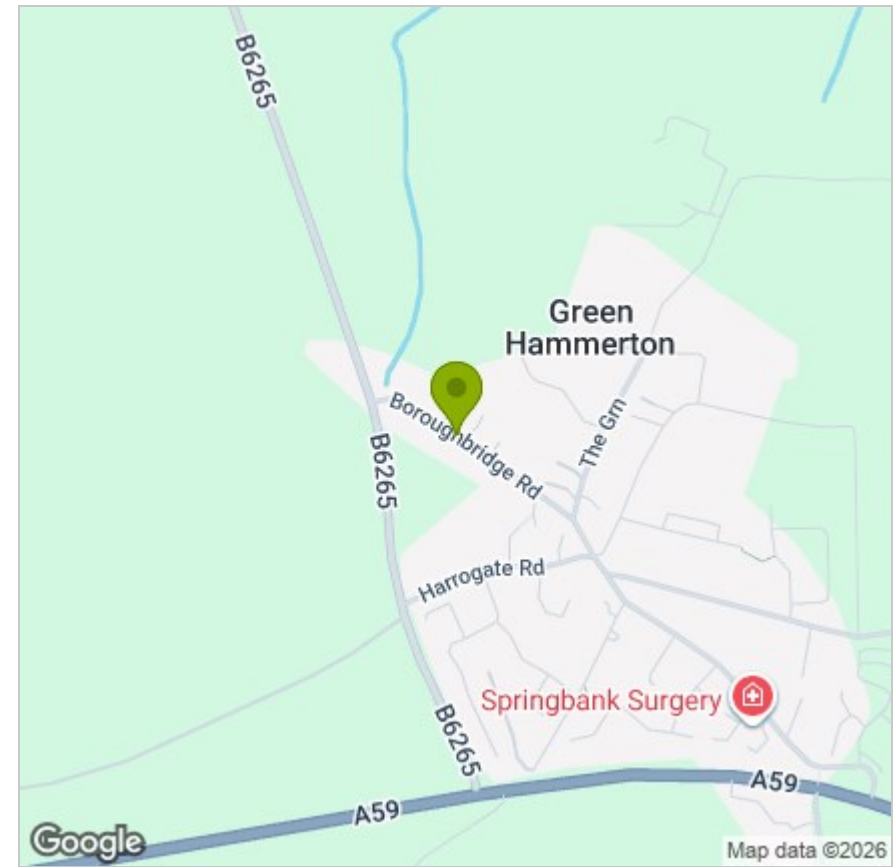 B6265
Green
Hammerton
Boroughbridge Rd
The Grn
B6265
Harrogate Rd
Springbank Surgery
B6265
A59
A59
Google
Map data ©2026